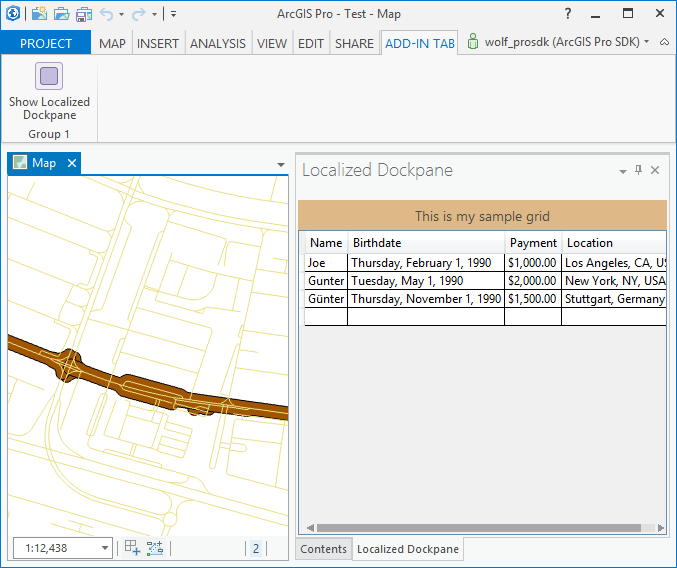 ArcGIS Pro - Test - Map
?
PROJECT MAP INSERT ANALYSIS VIEW EDIT SHARE ADD-IN TAB wolf_prosdk (ArcGIS Pro SDK)
Show Localized
Dockpane
Group 1
Map
Localized Dockpane
This is my sample grid
Name Birthdate Payment Location
Joe Thursday, February 1, 1990 $1,000.00 Los Angeles, CA, US
Gunter Tuesday, May 1, 1990 $2,000.00 New York, NY, USA
Günter Thursday, November 1, 1990 $1,500.00 Stuttgart, Germany
1:12,438
2
Contents Localized Dockpane